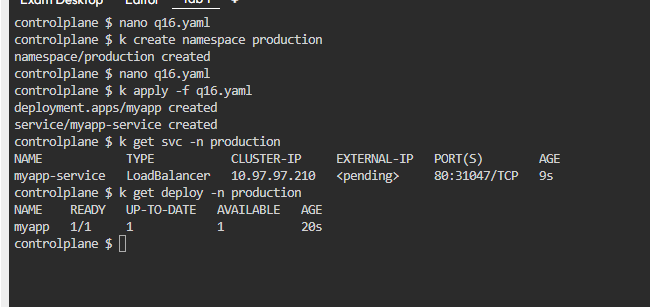 Exam Desktop Editor Tab 1 +
controlplane $ nano q16.yaml
controlplane $ k create namespace production
namespace/production created
controlplane $ nano q16.yaml
controlplane $ k apply -f q16.yaml
deployment.apps/myapp created
service/myapp-service created
controlplane $ k get svc -n production
NAME TYPE CLUSTER-IP EXTERNAL-IP PORT(S) AGE
myapp-service LoadBalancer 10.97.97.210 <pending> 80:31047/TCP 9s
controlplane $ k get deploy -n production
NAME READY UP-TO-DATE AVAILABLE AGE
myapp 1/1 1 1 20s
controlplane $